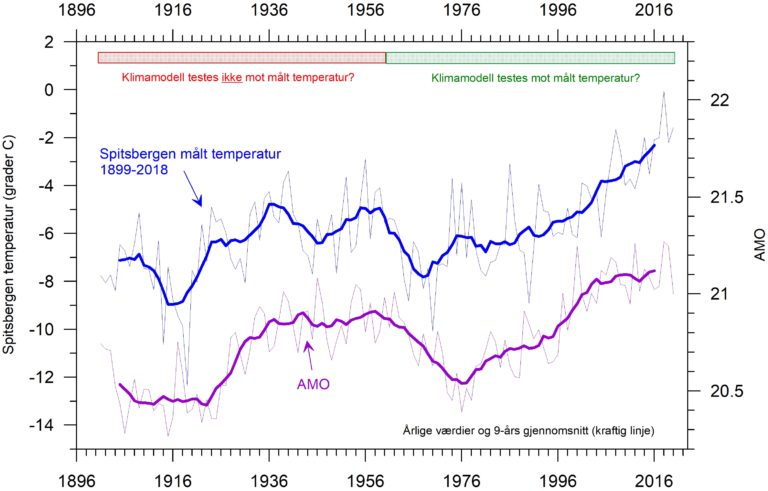 1896 1916 1936 1956 1976 1996 2016
Klimamodell testes ikke mot målt temperatur?
Klimamodell testes mot målt temperatur?
Spitsbergen målt temperatur
1899-2018
AMO
Årlige værdier og 9-års gjennomsnitt (kraftig linje)
Spitsbergen temperatur (grader C)
2
0
-2
-4
-6
-8
-10
-12
-14
22
21.5
21
20.5
AMO
1896 1916 1936 1956 1976 1996 2016